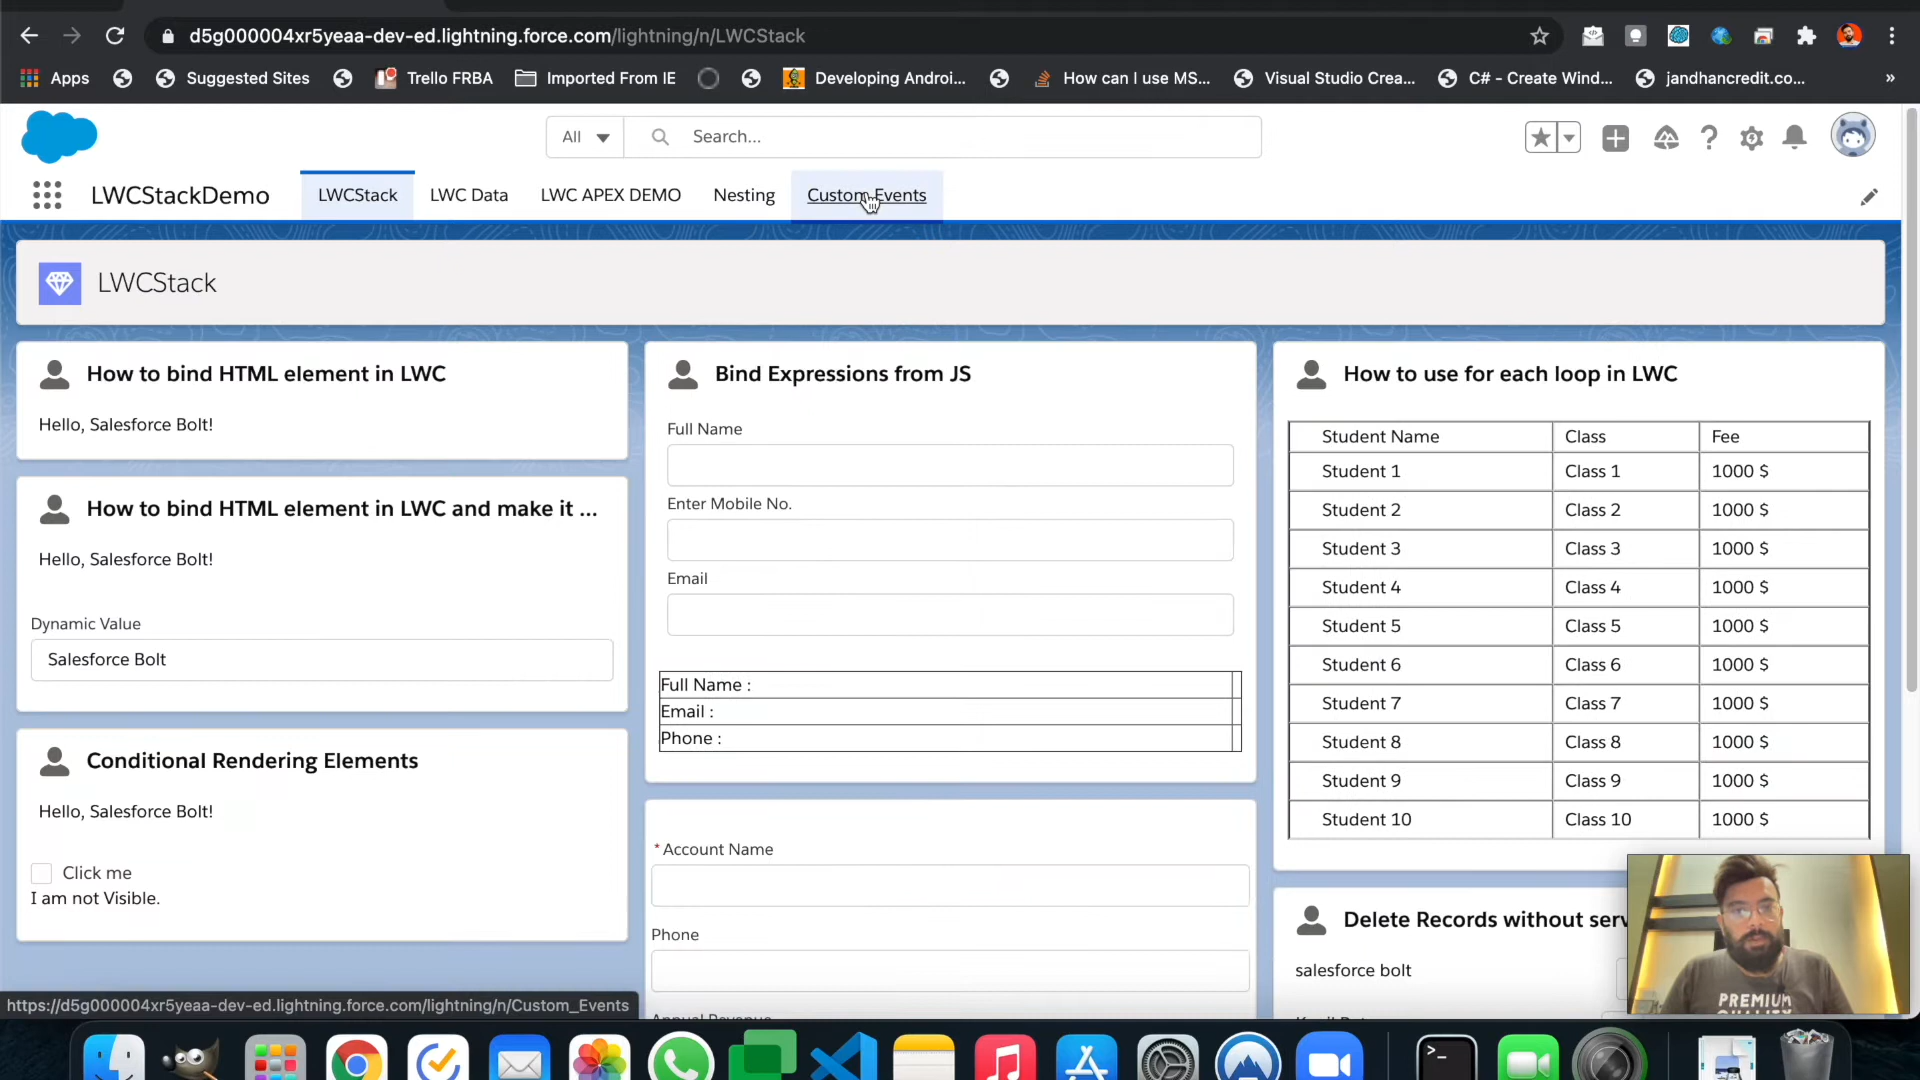 d5g000004xr5yeaa-dev-ed.lightning.force.com/lightning/n/LWCStack
Apps Suggested Sites Trello FRBA Imported From IE Developing Androi... How can I use MS... Visual Studio Crea... C# - Create Wind... jandhancredit.co... »
All Search...
LWCStackDemo LWCStack LWC Data LWC APEX DEMO Nesting Custom Events
LWCStack
How to bind HTML element in LWC
Hello, Salesforce Bolt!
How to bind HTML element in LWC and make it ...
Hello, Salesforce Bolt!
Dynamic Value
Salesforce Bolt
Conditional Rendering Elements
Hello, Salesforce Bolt!
Click me
I am not Visible.
Bind Expressions from JS
Full Name
Enter Mobile No.
Email
Full Name :
Email :
Phone :
* Account Name
Phone
How to use for each loop in LWC
Student Name Class Fee
Student 1 Class 1 1000 $
Student 2 Class 2 1000 $
Student 3 Class 3 1000 $
Student 4 Class 4 1000 $
Student 5 Class 5 1000 $
Student 6 Class 6 1000 $
Student 7 Class 7 1000 $
Student 8 Class 8 1000 $
Student 9 Class 9 1000 $
Student 10 Class 10 1000 $
Delete Records without
salesforce bolt
PREMIUM
QUALITY
https://d5g000004xr5yeaa-dev-ed.lightning.force.com/lightning/n/Custom_Events